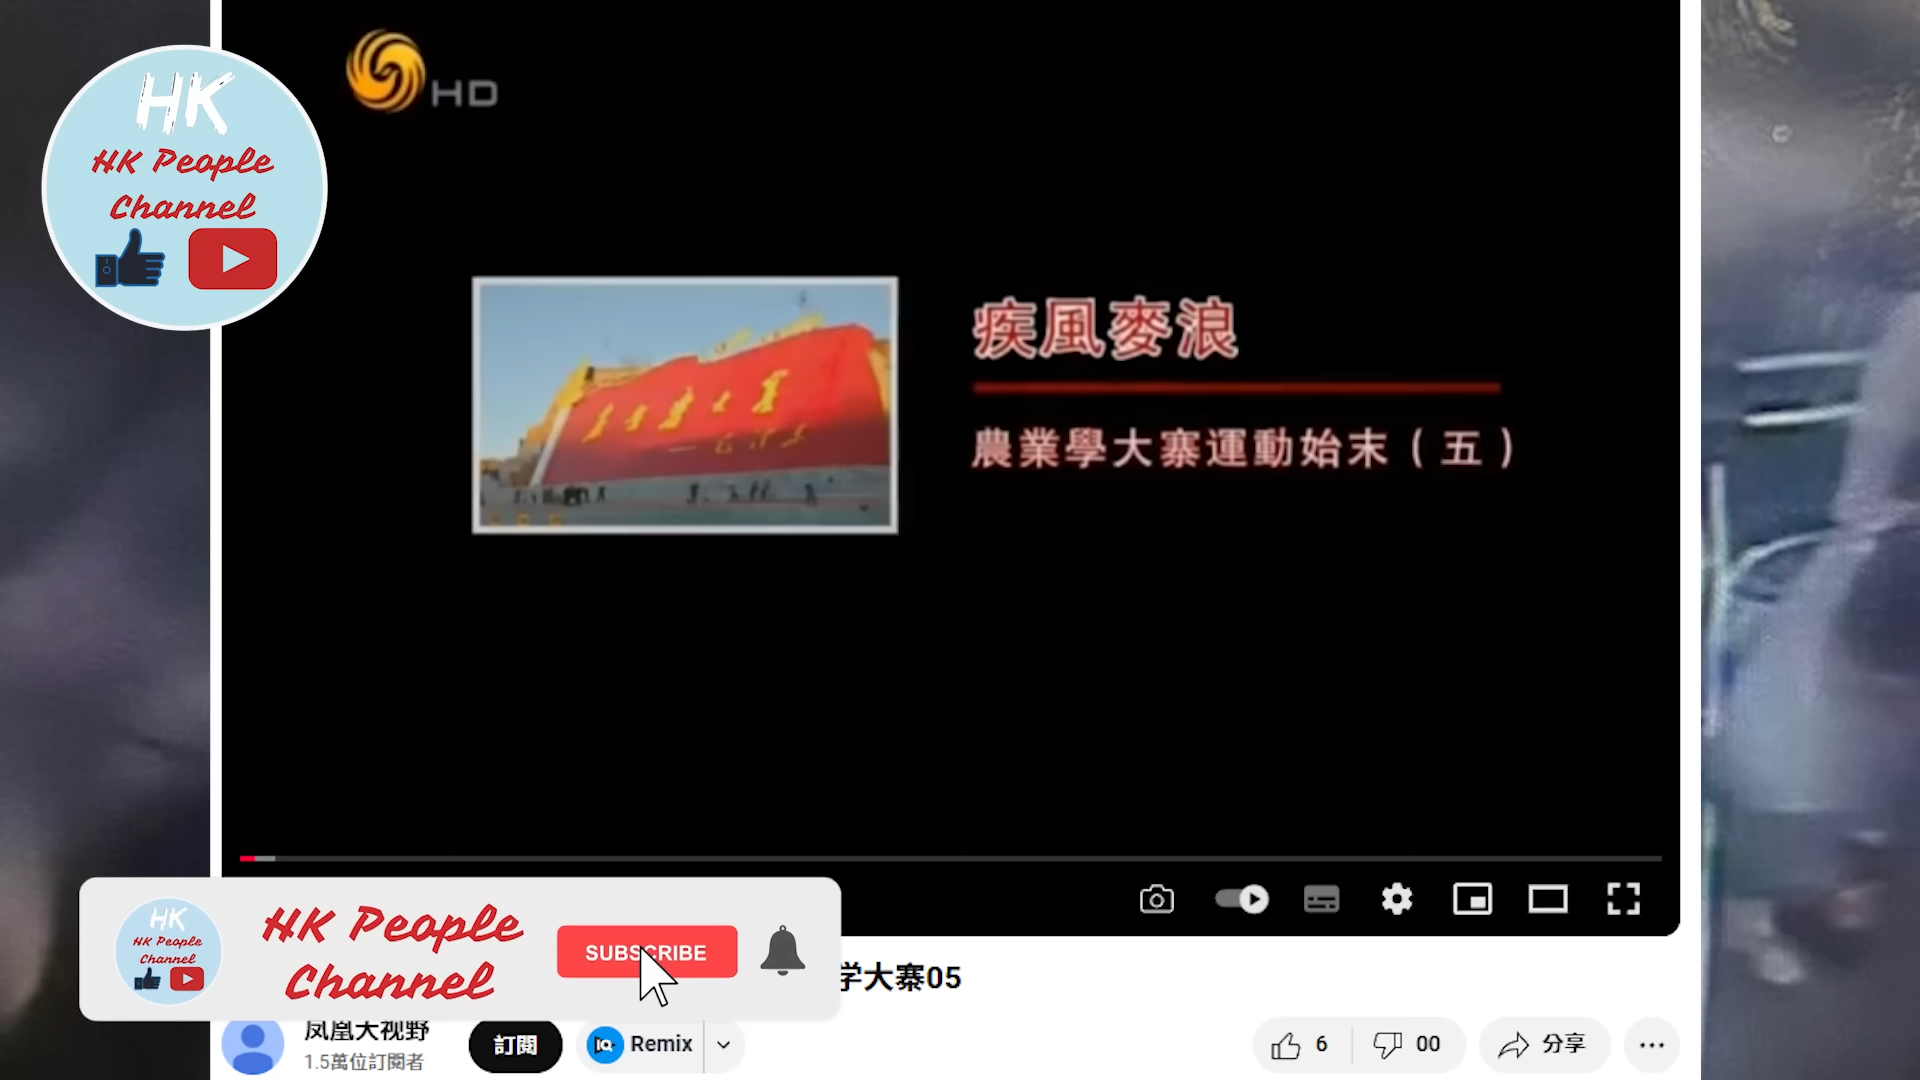 HK
HK People
Channel
HD
疾風麥浪
農業學大寨運動始末（五）
HK
HK People
Channel
HK People
Channel
SUBSCRIBE
学大寨05
凤凰大视野
1.5萬位訂閱者
訂閱
Remix
6
00
分享